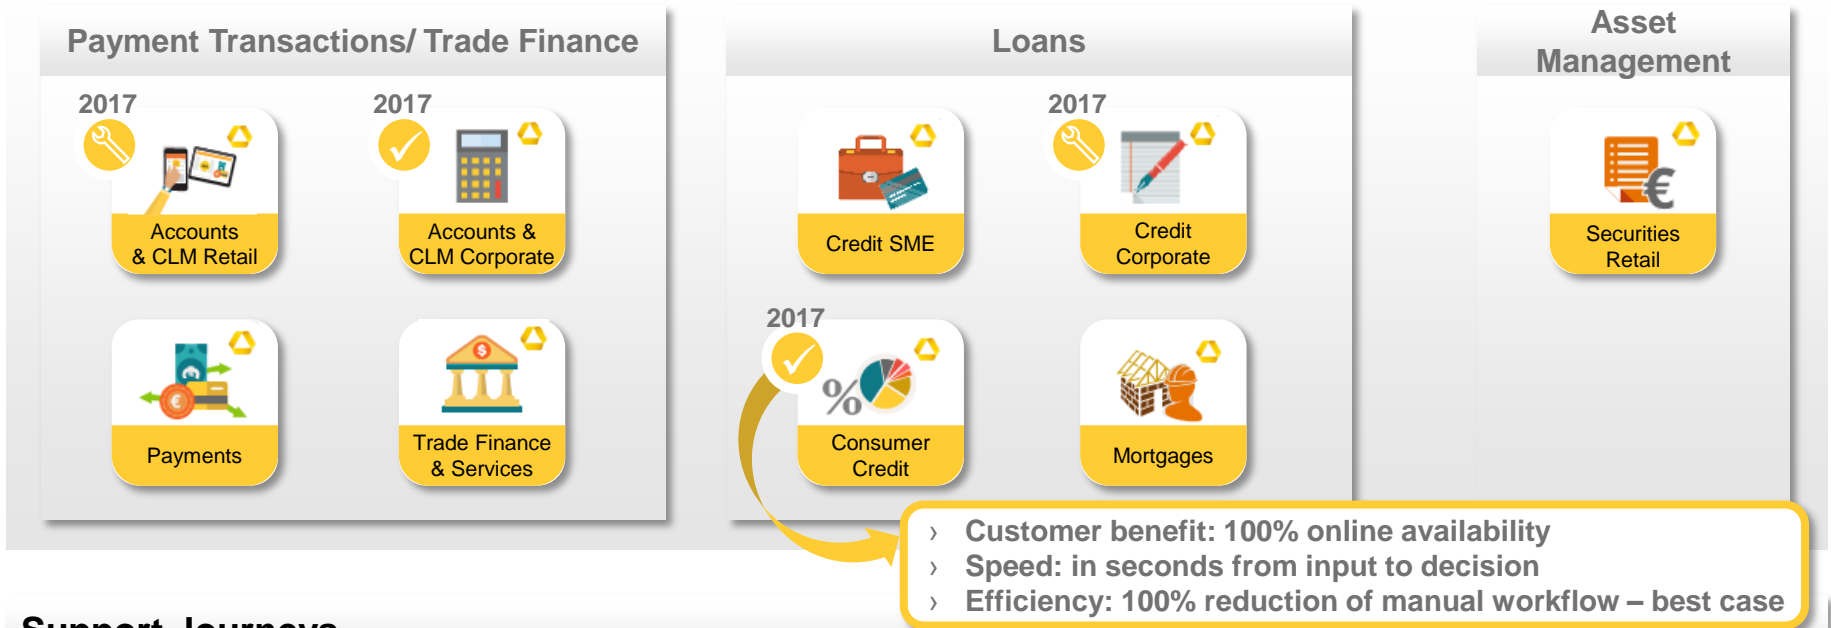 Payment Transactions/ Trade Finance
2017
2017
Accounts
& CLM Retail
Accounts &
CLM Corporate
Payments
Trade Finance
& Services
Loans
2017
Credit SME
Credit
Corporate
2017
%
Consumer
Credit
Mortgages
Asset
Management
€
Securities
Retail
› Customer benefit: 100% online availability
› Speed: in seconds from input to decision
› Efficiency: 100% reduction of manual workflow – best case
Support Journeys